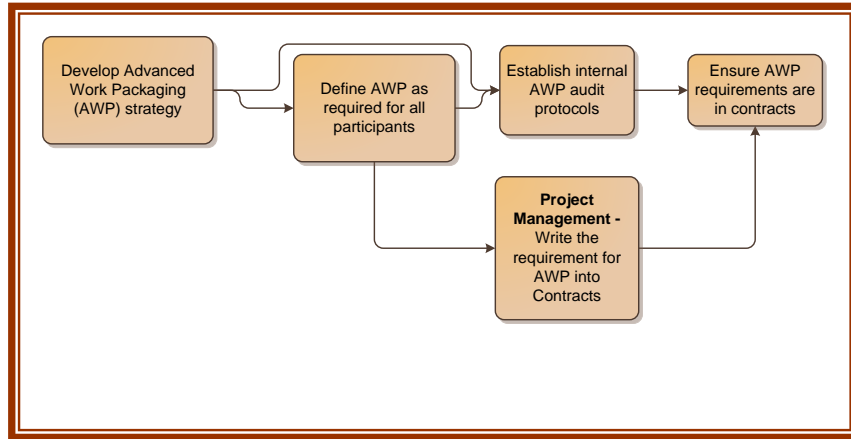 Develop Advanced
Work Packaging
(AWP) strategy
Define AWP as
required for all
participants
Establish internal
AWP audit
protocols
Ensure AWP
requirements are
in contracts
Project
Management -
Write the
requirement for
AWP into
Contracts